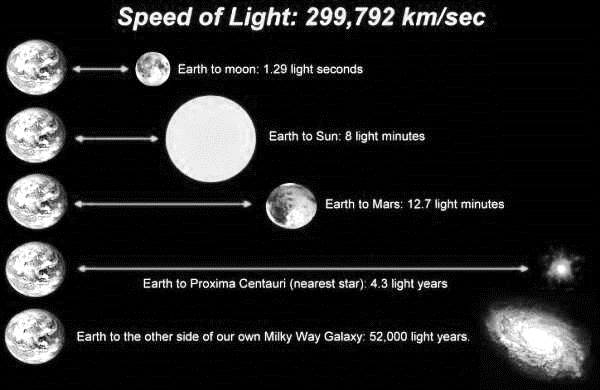 Speed of Light: 299,792 km/sec
Earth to moon: 1.29 light seconds
Earth to Sun: 8 light minutes
Earth to Mars: 12.7 light minutes
Earth to Proxima Centauri (nearest star): 4.3 light years
Earth to the other side of our own Milky Way Galaxy: 52,000 light years.